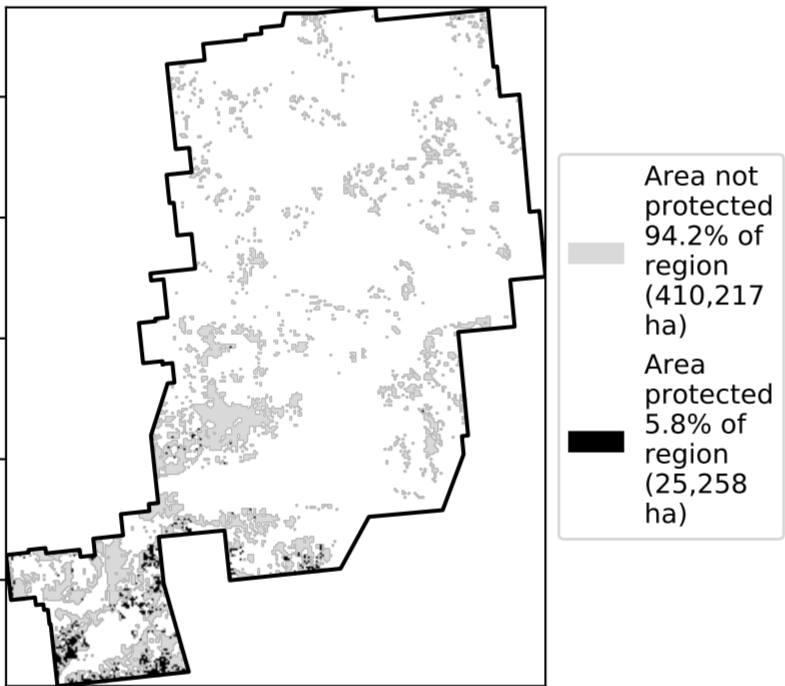 Area not
protected
94.2% of
region
(410,217
ha)
Area
protected
5.8% of
region
(25,258
ha)